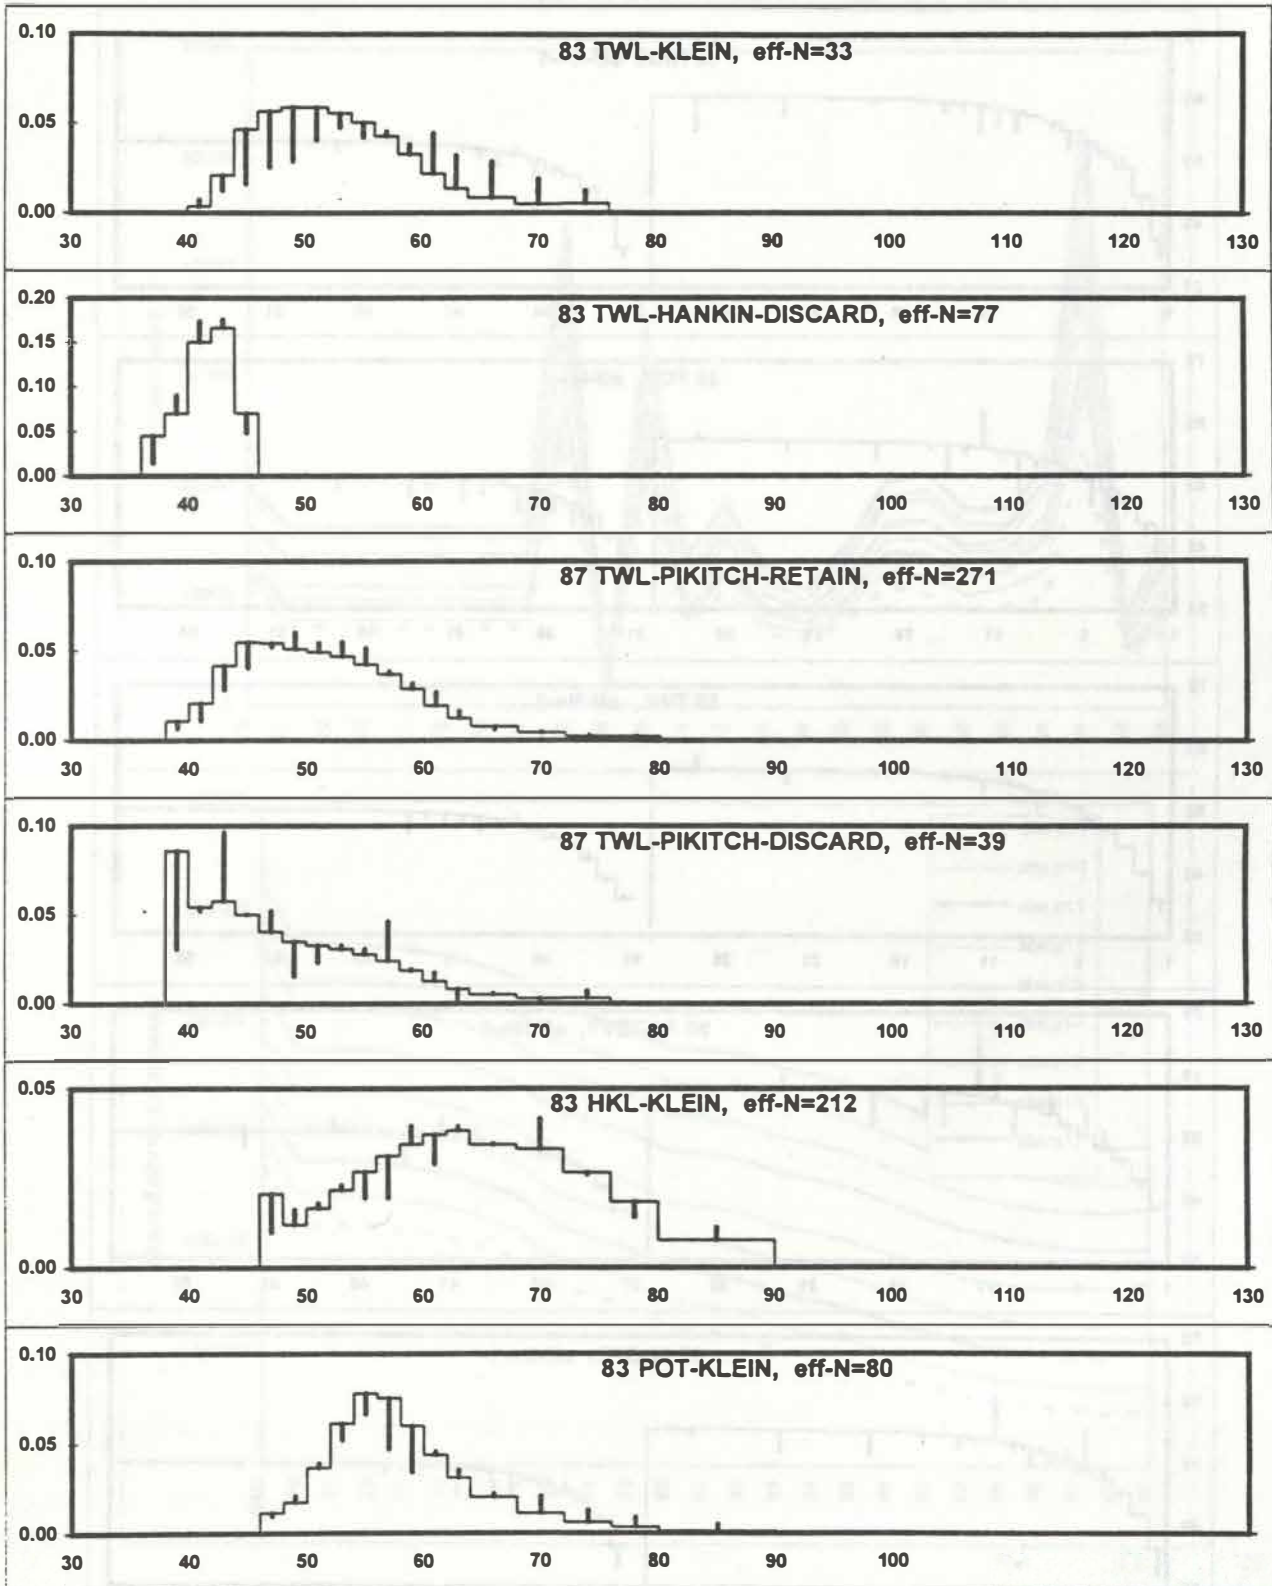 0.10
83 TWL-KLEIN, eff-N=33
0.05
0.00
30 40 50 60 70 80 90 100 110 120 130
0.20
83 TWL-HANKIN-DISCARD, eff-N=77
0.15
0.10
0.05
0.00
30 40 50 60 70 80 90 100 110 120 130
0.10
87 TWL-PIKITCH-RETAIN, eff-N=271
0.05
0.00
30 40 50 60 70 80 90 100 110 120 130
0.10
87 TWL-PIKITCH-DISCARD, eff-N=39
0.05
0.00
30 40 50 60 70 80 90 100 110 120 130
0.05
83 HKL-KLEIN, eff-N=212
0.00
30 40 50 60 70 80 90 100 110 120 130
0.10
83 POT-KLEIN, eff-N=80
0.05
0.00
30 40 50 60 70 80 90 100